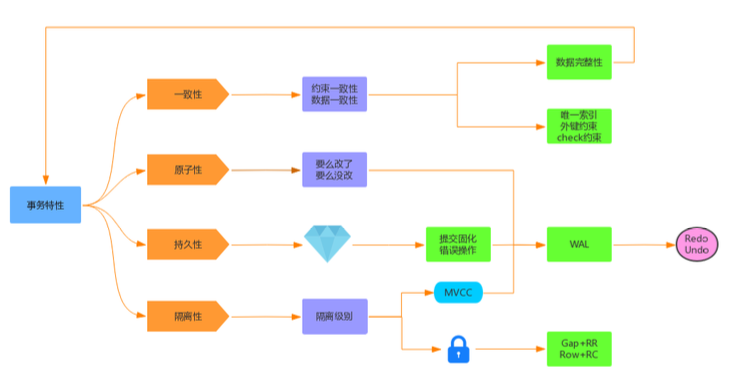 数据完整性
一致性
约束一致性
数据一致性
唯一索引
外键约束
check约束
原子性
要么改了
要么没改
事务特性
持久性
提交固化
错误操作
WAL
Redo
Undo
隔离性
隔离级别
MVCC
Gap+RR
Row+RC